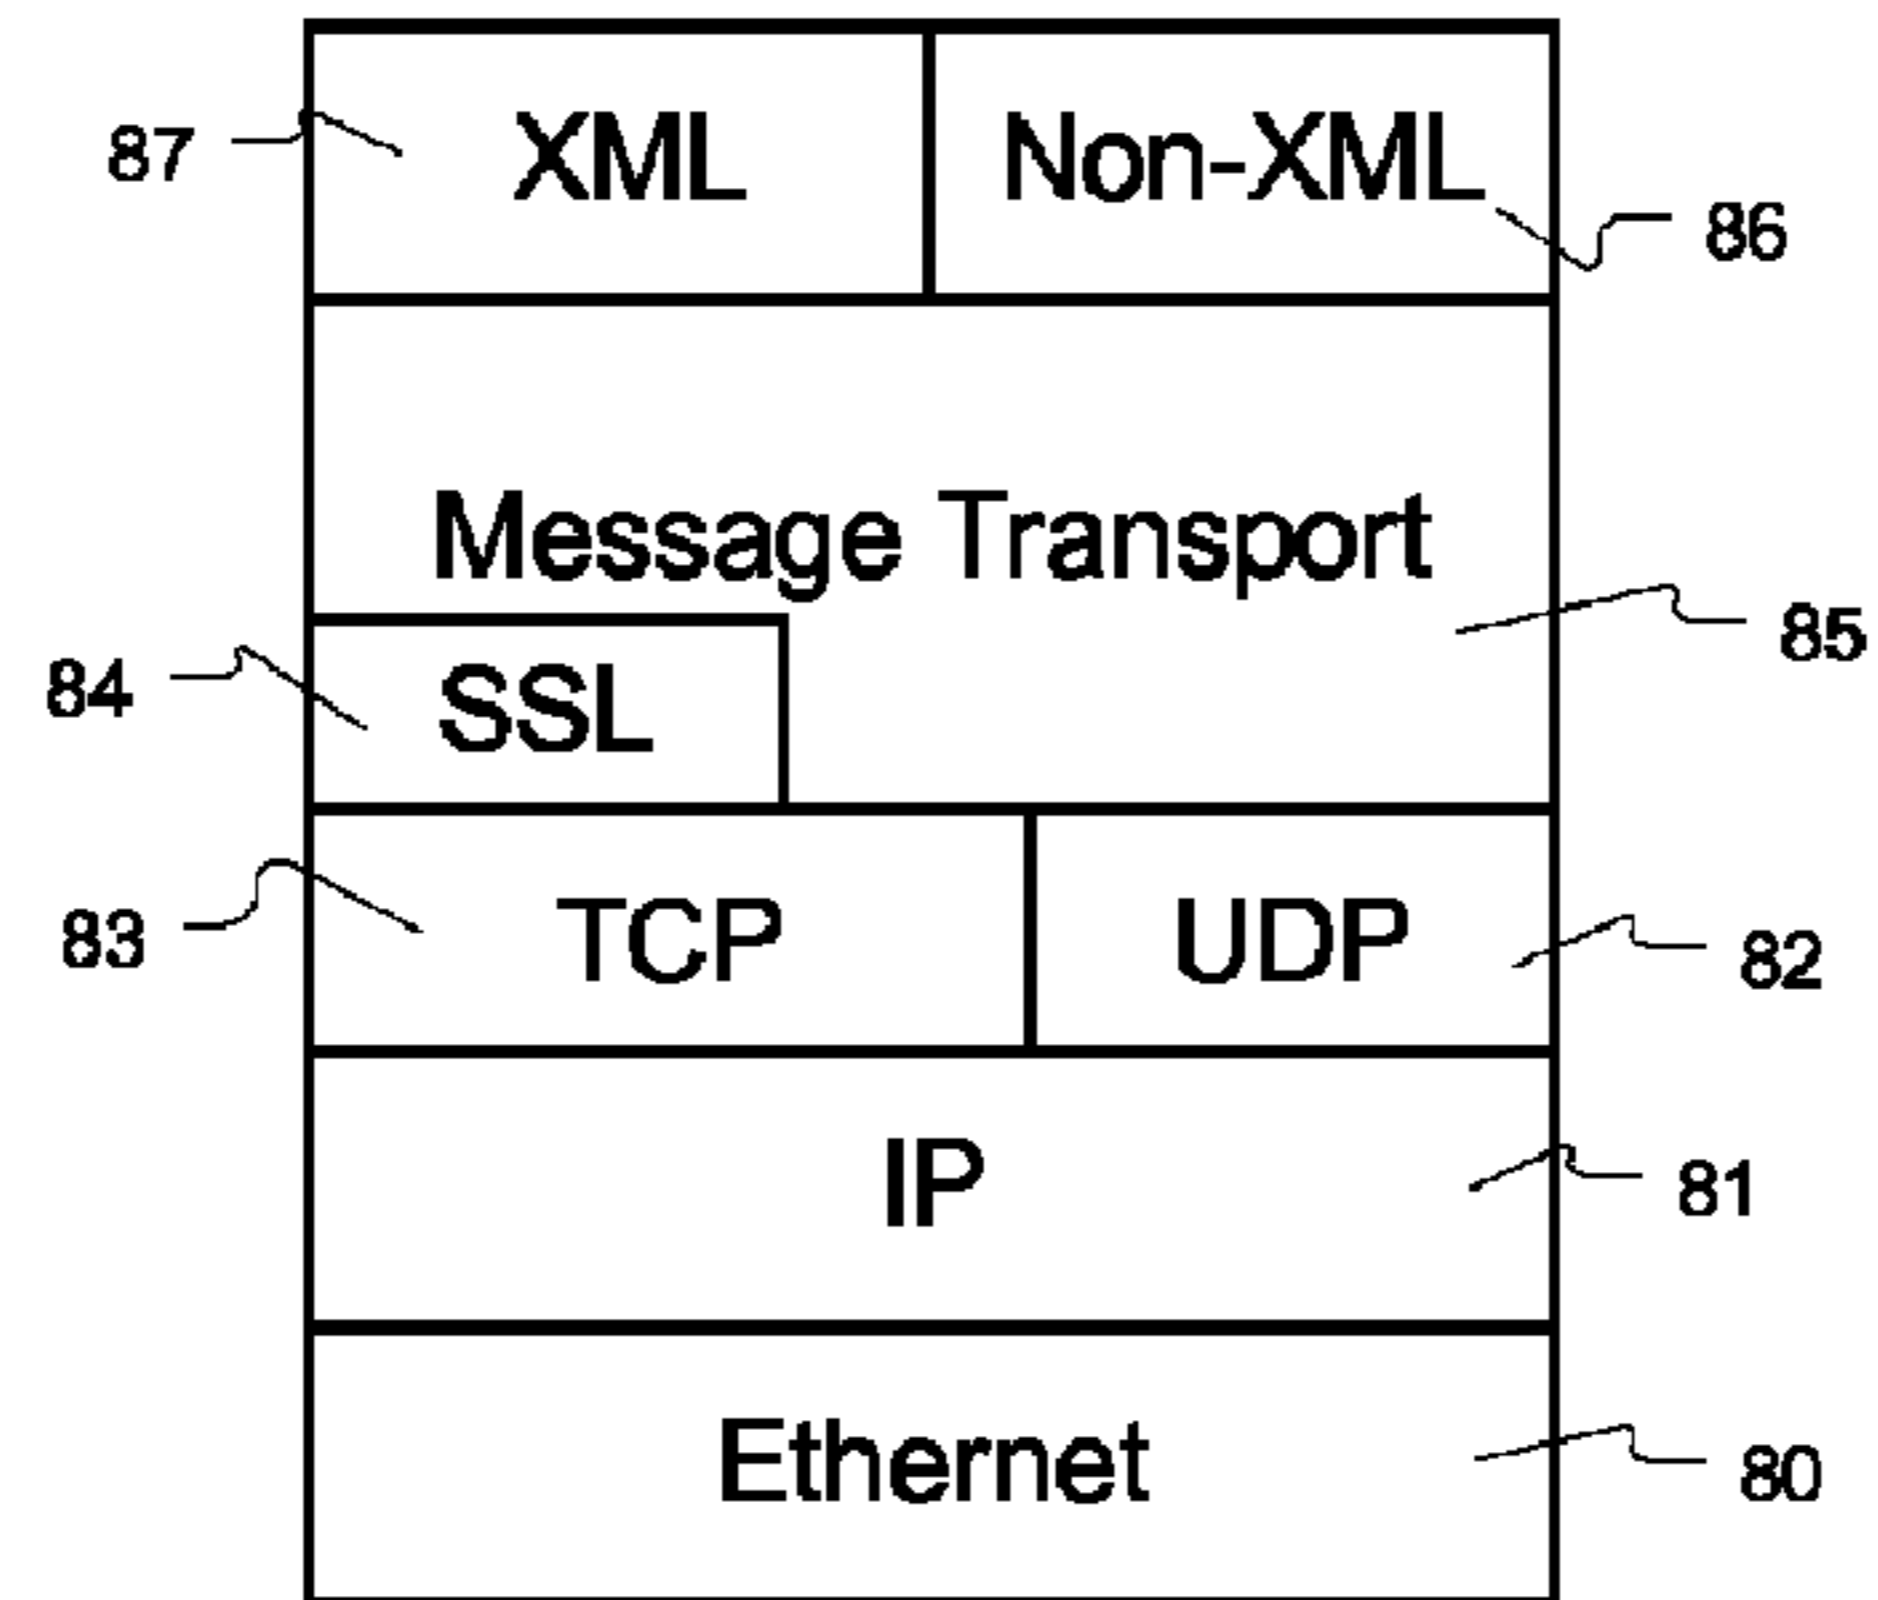 87
XML
Non-XML
86
Message Transport
85
84
SSL
83
TCP
UDP
82
IP
81
Ethernet
80